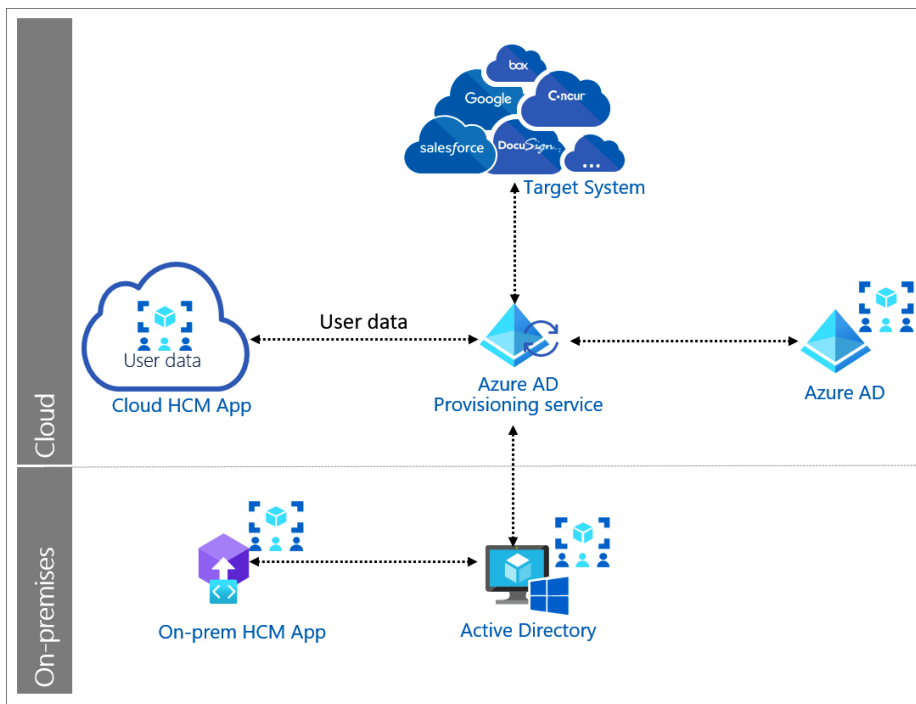 box
Google
C•ncur
salesforce
DocuSign
...
Target System
User data
User data
Cloud HCM App
Azure AD
Provisioning service
Azure AD
Cloud
On-prem HCM App
Active Directory
On-premises